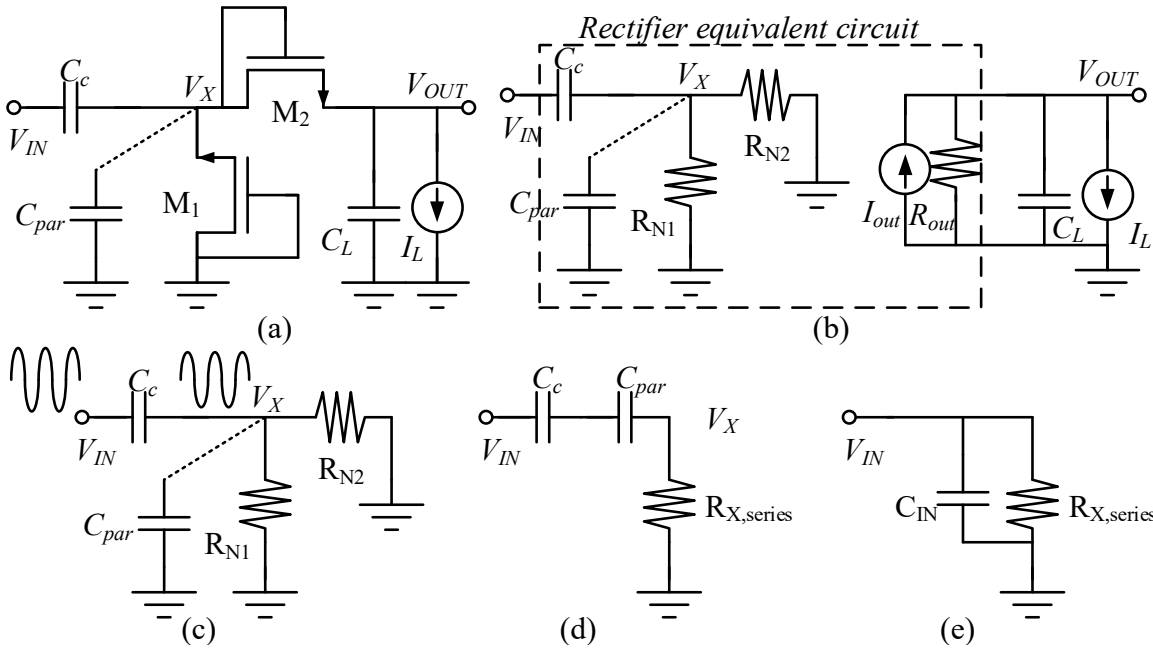 Rectifier equivalent circuit
C_c
V_X
V_IN
M_2
V_OUT
M_1
C_par
C_L
I_L
(a)
C_c
V_X
V_IN
R_N2
V_OUT
C_par
R_N1
I_out
R_out
C_L
I_L
(b)
C_c
V_X
V_IN
R_N2
C_par
R_N1
(c)
C_c
C_par
V_X
V_IN
R_X,series
(d)
V_IN
C_IN
R_X,series
(e)